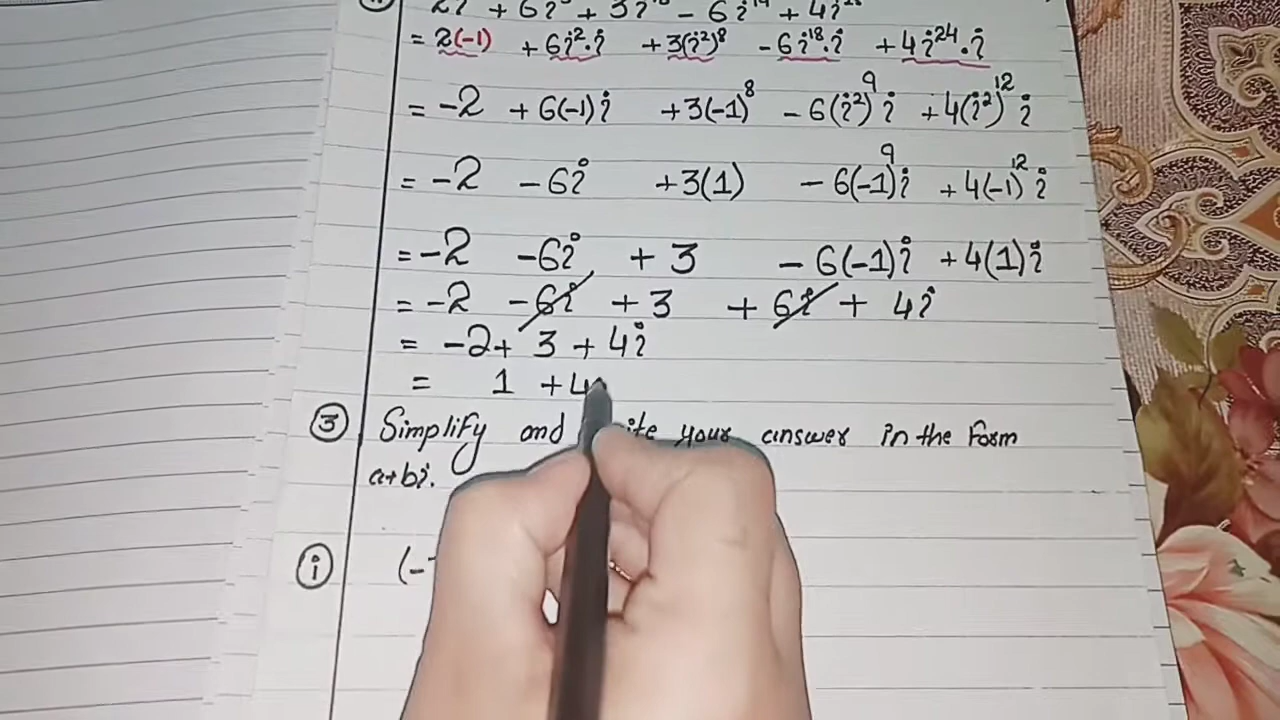 = 2(-1) + 6i².i + 3(i²)⁸ - 6i¹⁸.i + 4i²⁴.i
= -2 + 6(-1)i + 3(-1)⁸ - 6(i²)⁹i + 4(i²)¹²i
= -2 - 6i + 3(1) - 6(-1)⁹i + 4(-1)¹²i
= -2 - 6i + 3 - 6(-1)i + 4(1)i
= -2 - 6i + 3 + 6i + 4i
= -2 + 3 + 4i
= 1 + 4
③ Simplify and your answer in the form
a+bi.
i (-